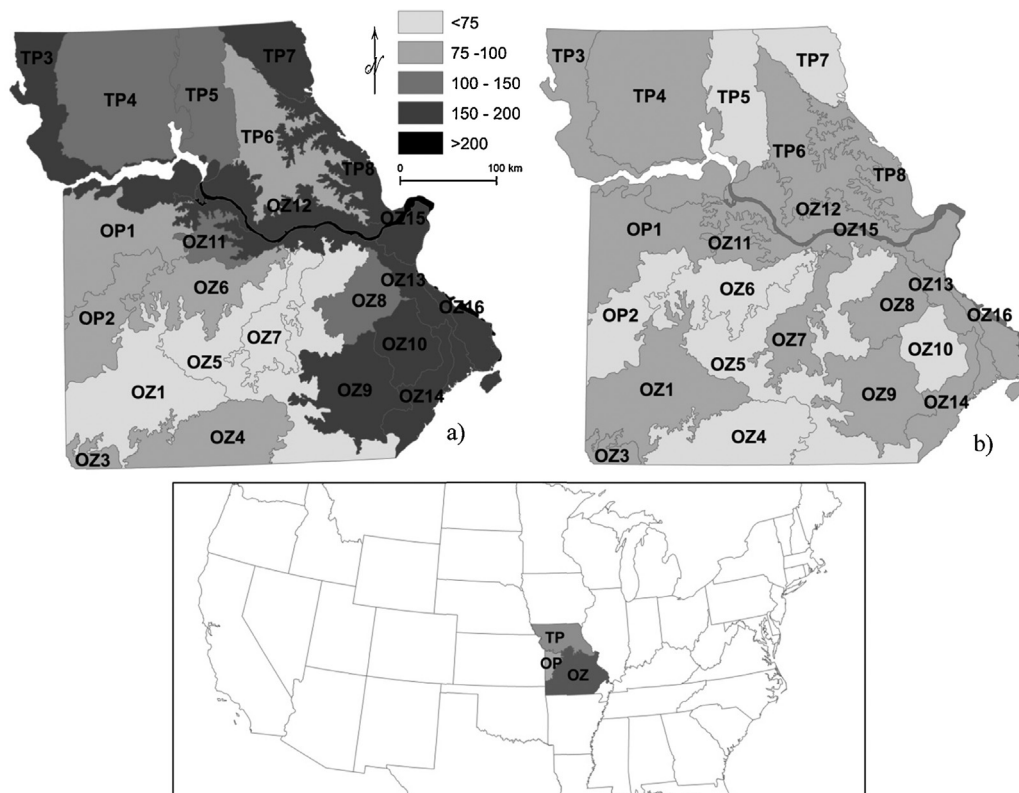 <75
75 -100
100 - 150
150 - 200
>200
N
0 100 km
TP3
TP4
TP5
TP7
TP6
TP8
OZ12
OZ15
OP1
OZ11
OZ13
OZ6
OZ8
OZ16
OP2
OZ7
OZ5
OZ10
OZ1
OZ9
OZ14
OZ4
OZ3
a)
TP3
TP4
TP5
TP7
TP6
TP8
OZ12
OZ15
OP1
OZ11
OZ13
OZ6
OZ8
OZ16
OP2
OZ7
OZ5
OZ10
OZ1
OZ9
OZ14
OZ4
OZ3
b)
TP
OP
OZ